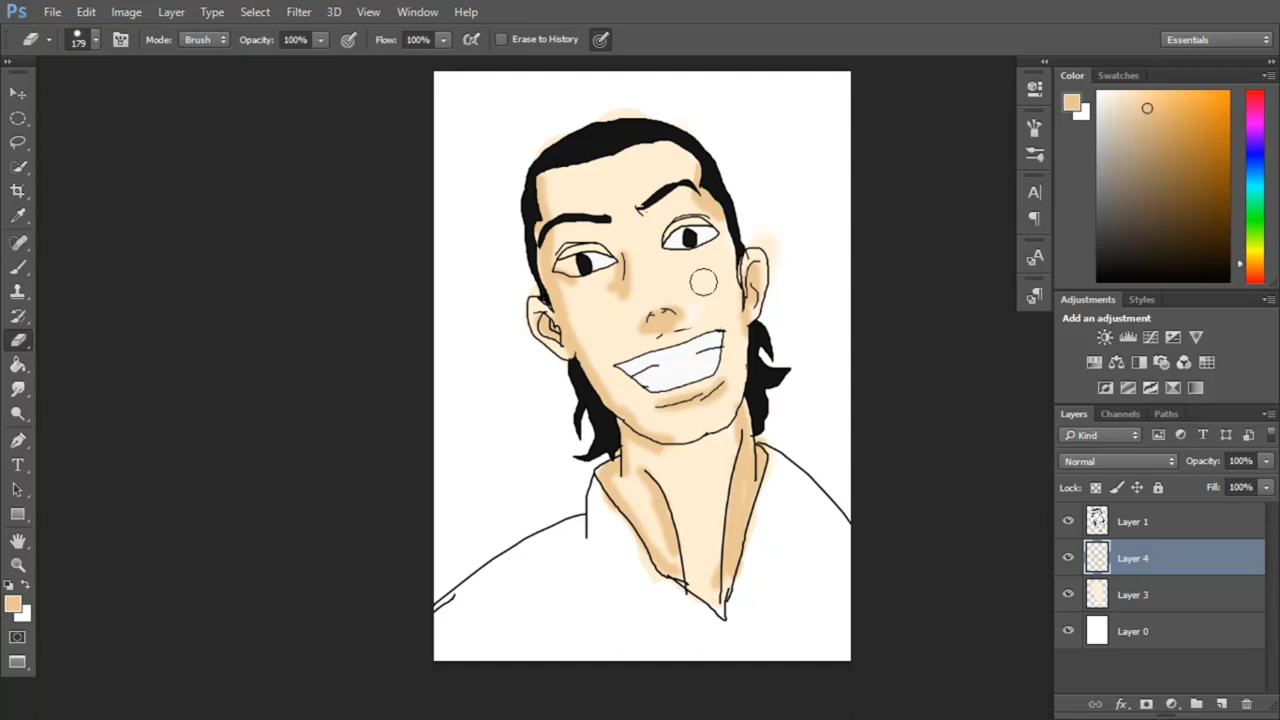 Ps File Edit Image Layer Type Select Filter 3D View Window Help
179 Mode: Brush Opacity: 100% Flow: 100% Erase to History Essentials
Color Swatches
Adjustments Styles
Add an adjustment
Layers Channels Paths
Kind
Normal Opacity: 100%
Lock: Fill: 100%
Layer 1
Layer 4
Layer 3
Layer 0